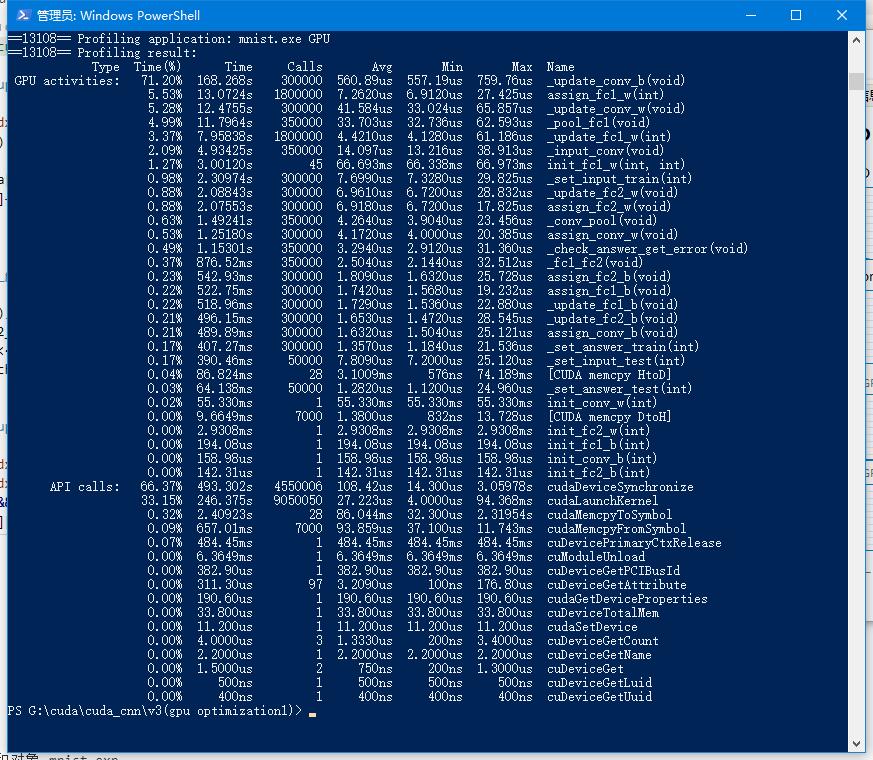 管理员: Windows PowerShell
==13108== Profiling application: mnist.exe GPU
==13108== Profiling result:
Type Time(%) Time Calls Avg Min Max Name
GPU activities: 71.20% 168.268s 300000 560.89us 557.19us 759.76us _update_conv_b(void)
5.53% 13.0724s 1800000 7.2620us 6.9120us 27.425us assign_fc1_w(int)
5.28% 12.4755s 300000 41.584us 33.024us 65.857us _update_conv_w(void)
4.99% 11.7964s 350000 33.703us 32.736us 62.593us _pool_fc1(void)
3.37% 7.95838s 1800000 4.4210us 4.1280us 61.186us _update_fc1_w(int)
2.09% 4.93425s 350000 14.097us 13.216us 38.913us _input_conv(void)
1.27% 3.00120s 45 66.693ms 66.338ms 66.973ms init_fc1_w(int, int)
0.98% 2.30974s 300000 7.6990us 7.3280us 29.825us _set_input_train(int)
0.88% 2.08843s 300000 6.9610us 6.7200us 28.832us _update_fc2_w(void)
0.88% 2.07553s 300000 6.9180us 6.7200us 17.825us assign_fc2_w(void)
0.63% 1.49241s 350000 4.2640us 3.9040us 23.456us _conv_pool(void)
0.53% 1.25180s 300000 4.1720us 4.0000us 20.385us assign_conv_w(void)
0.49% 1.15301s 350000 3.2940us 2.9120us 31.360us _check_answer_get_error(void)
0.37% 876.52ms 350000 2.5040us 2.1440us 32.512us _fc1_fc2(void)
0.23% 542.93ms 300000 1.8090us 1.6320us 25.728us assign_fc2_b(void)
0.22% 522.75ms 300000 1.7420us 1.5680us 19.232us assign_fc1_b(void)
0.22% 518.96ms 300000 1.7290us 1.5360us 22.880us _update_fc1_b(void)
0.21% 496.15ms 300000 1.6530us 1.4720us 28.545us _update_fc2_b(void)
0.21% 489.89ms 300000 1.6320us 1.5040us 25.121us assign_conv_b(void)
0.17% 407.27ms 300000 1.3570us 1.1840us 21.536us _set_answer_train(int)
0.17% 390.46ms 50000 7.8090us 7.2000us 25.120us _set_input_test(int)
0.04% 86.824ms 28 3.1009ms 576ns 74.189ms [CUDA memcpy HtoD]
0.03% 64.138ms 50000 1.2820us 1.1200us 24.960us _set_answer_test(int)
0.02% 55.330ms 1 55.330ms 55.330ms 55.330ms init_conv_w(int)
0.00% 9.6649ms 7000 1.3800us 832ns 13.728us [CUDA memcpy DtoH]
0.00% 2.9308ms 1 2.9308ms 2.9308ms 2.9308ms init_fc2_w(int)
0.00% 194.08us 1 194.08us 194.08us 194.08us init_fc1_b(int)
0.00% 158.98us 1 158.98us 158.98us 158.98us init_conv_b(int)
0.00% 142.31us 1 142.31us 142.31us 142.31us init_fc2_b(int)
API calls: 66.37% 493.302s 4550006 108.42us 14.300us 3.05978s cudaDeviceSynchronize
33.15% 246.375s 9050050 27.223us 4.0000us 94.368ms cudaLaunchKernel
0.32% 2.40923s 28 86.044ms 32.300us 2.31954s cudaMemcpyToSymbol
0.09% 657.01ms 7000 93.859us 37.100us 11.743ms cudaMemcpyFromSymbol
0.07% 484.45ms 1 484.45ms 484.45ms 484.45ms cuDevicePrimaryCtxRelease
0.00% 6.3649ms 1 6.3649ms 6.3649ms 6.3649ms cuModuleUnload
0.00% 382.90us 1 382.90us 382.90us 382.90us cuDeviceGetPCIBusId
0.00% 311.30us 97 3.2090us 100ns 176.80us cuDeviceGetAttribute
0.00% 190.60us 1 190.60us 190.60us 190.60us cudaGetDeviceProperties
0.00% 33.800us 1 33.800us 33.800us 33.800us cuDeviceTotalMem
0.00% 11.200us 1 11.200us 11.200us 11.200us cudaSetDevice
0.00% 4.0000us 3 1.3330us 200ns 3.4000us cuDeviceGetCount
0.00% 2.2000us 1 2.2000us 2.2000us 2.2000us cuDeviceGetName
0.00% 1.5000us 2 750ns 200ns 1.3000us cuDeviceGet
0.00% 500ns 1 500ns 500ns 500ns cuDeviceGetLuid
0.00% 400ns 1 400ns 400ns 400ns cuDeviceGetUuid
PS G:\cuda\cuda_cnn\v3(gpu optimization1)>